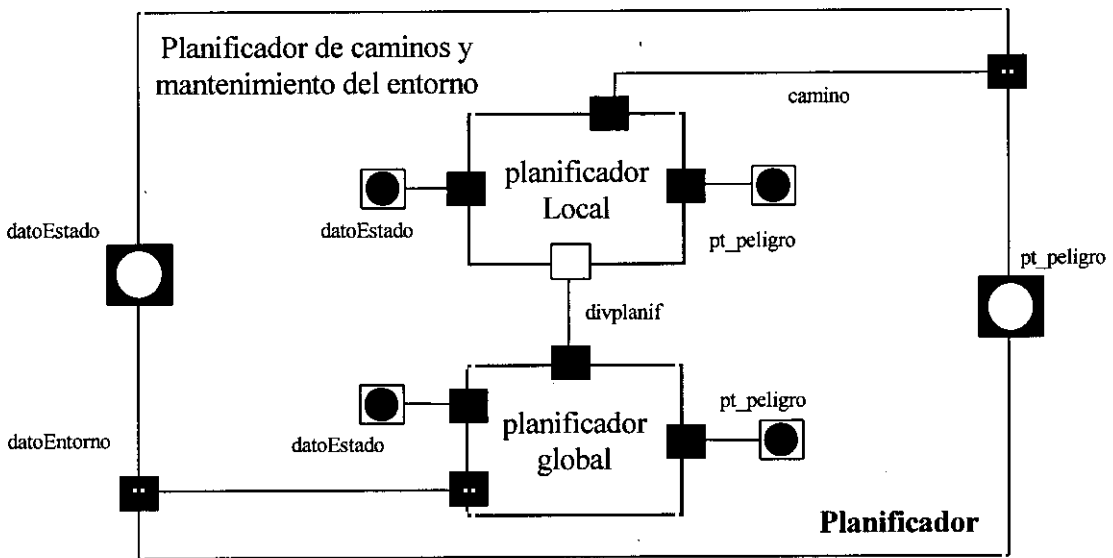 Planificador de caminos y
mantenimiento del entorno
camino
planificador
Local
datoEstado
pt_peligro
datoEstado
pt_peligro
divplanif
planificador
global
datoEstado
pt_peligro
datoEntorno
Planificador